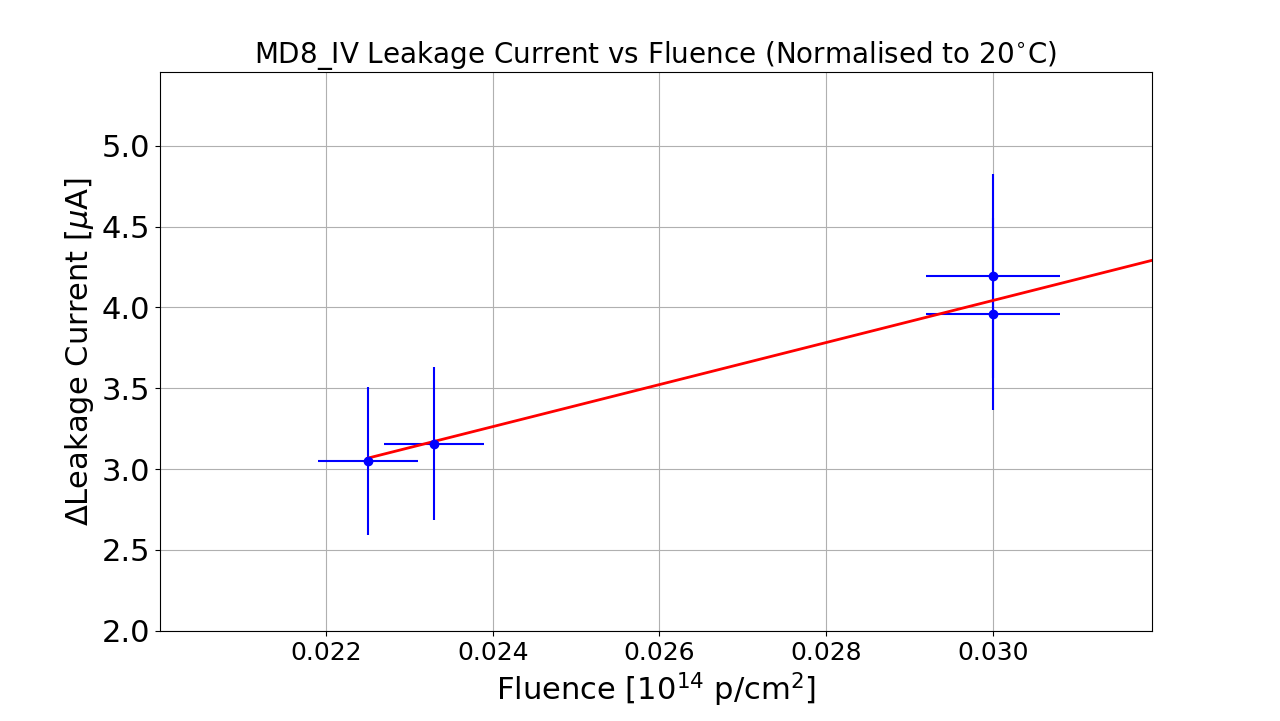 MD8_IV Leakage Current vs Fluence (Normalised to 20°C)
ΔLeakage Current [μA]
5.0
4.5
4.0
3.5
3.0
2.5
2.0
0.022 0.024 0.026 0.028 0.030
Fluence [10¹⁴ p/cm²]